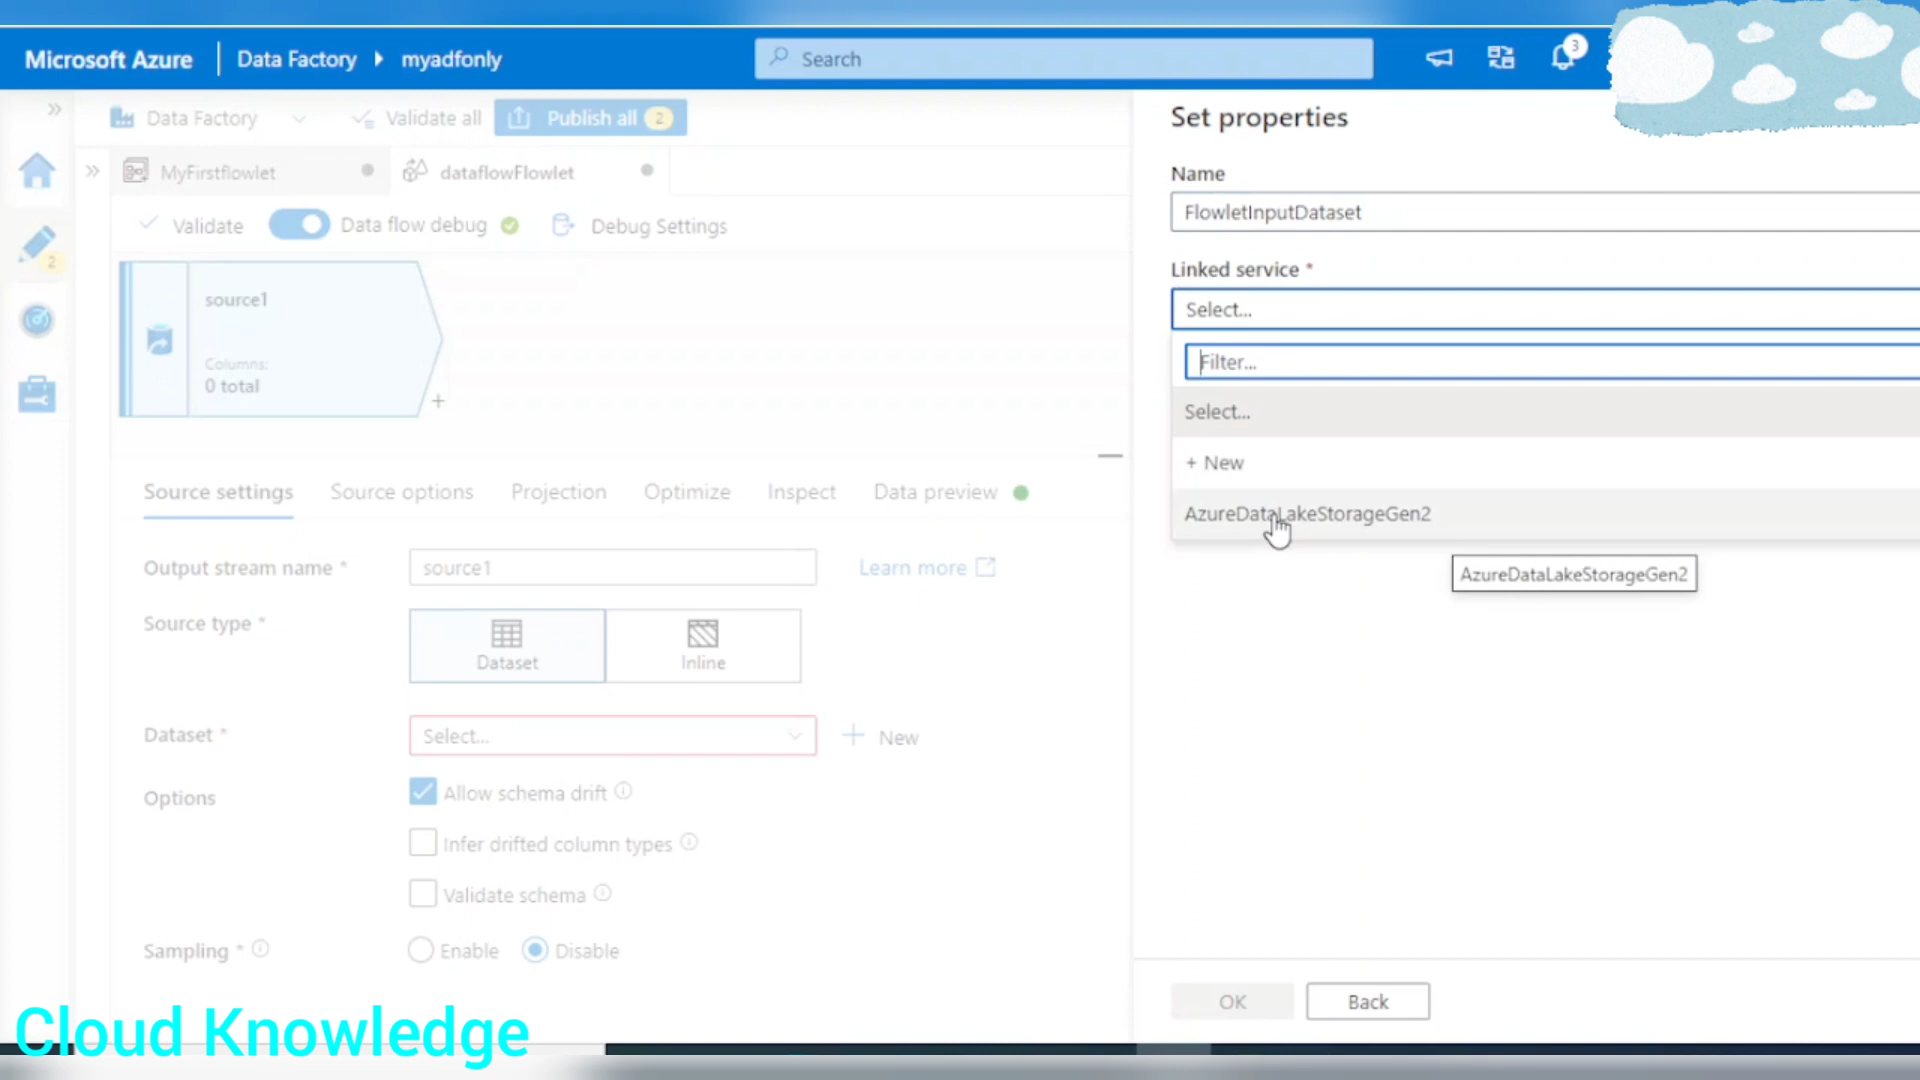 Microsoft Azure
Data Factory
myadfonly
Search
3
Data Factory
Validate all
Publish all
2
MyFirstflowlet
dataflowFlowlet
Validate
Data flow debug
Debug Settings
2
source1
Columns:
0 total
+
Source settings
Source options
Projection
Optimize
Inspect
Data preview
Output stream name *
source1
Learn more
Source type *
Dataset
Inline
Dataset *
Select...
+ New
Options
Allow schema drift
Infer drifted column types
Validate schema
Sampling *
Enable
Disable
Set properties
Name
FlowletInputDataset
Linked service *
Select...
Filter...
Select...
+ New
AzureDataLakeStorageGen2
AzureDataLakeStorageGen2
OK
Back
Cloud Knowledge